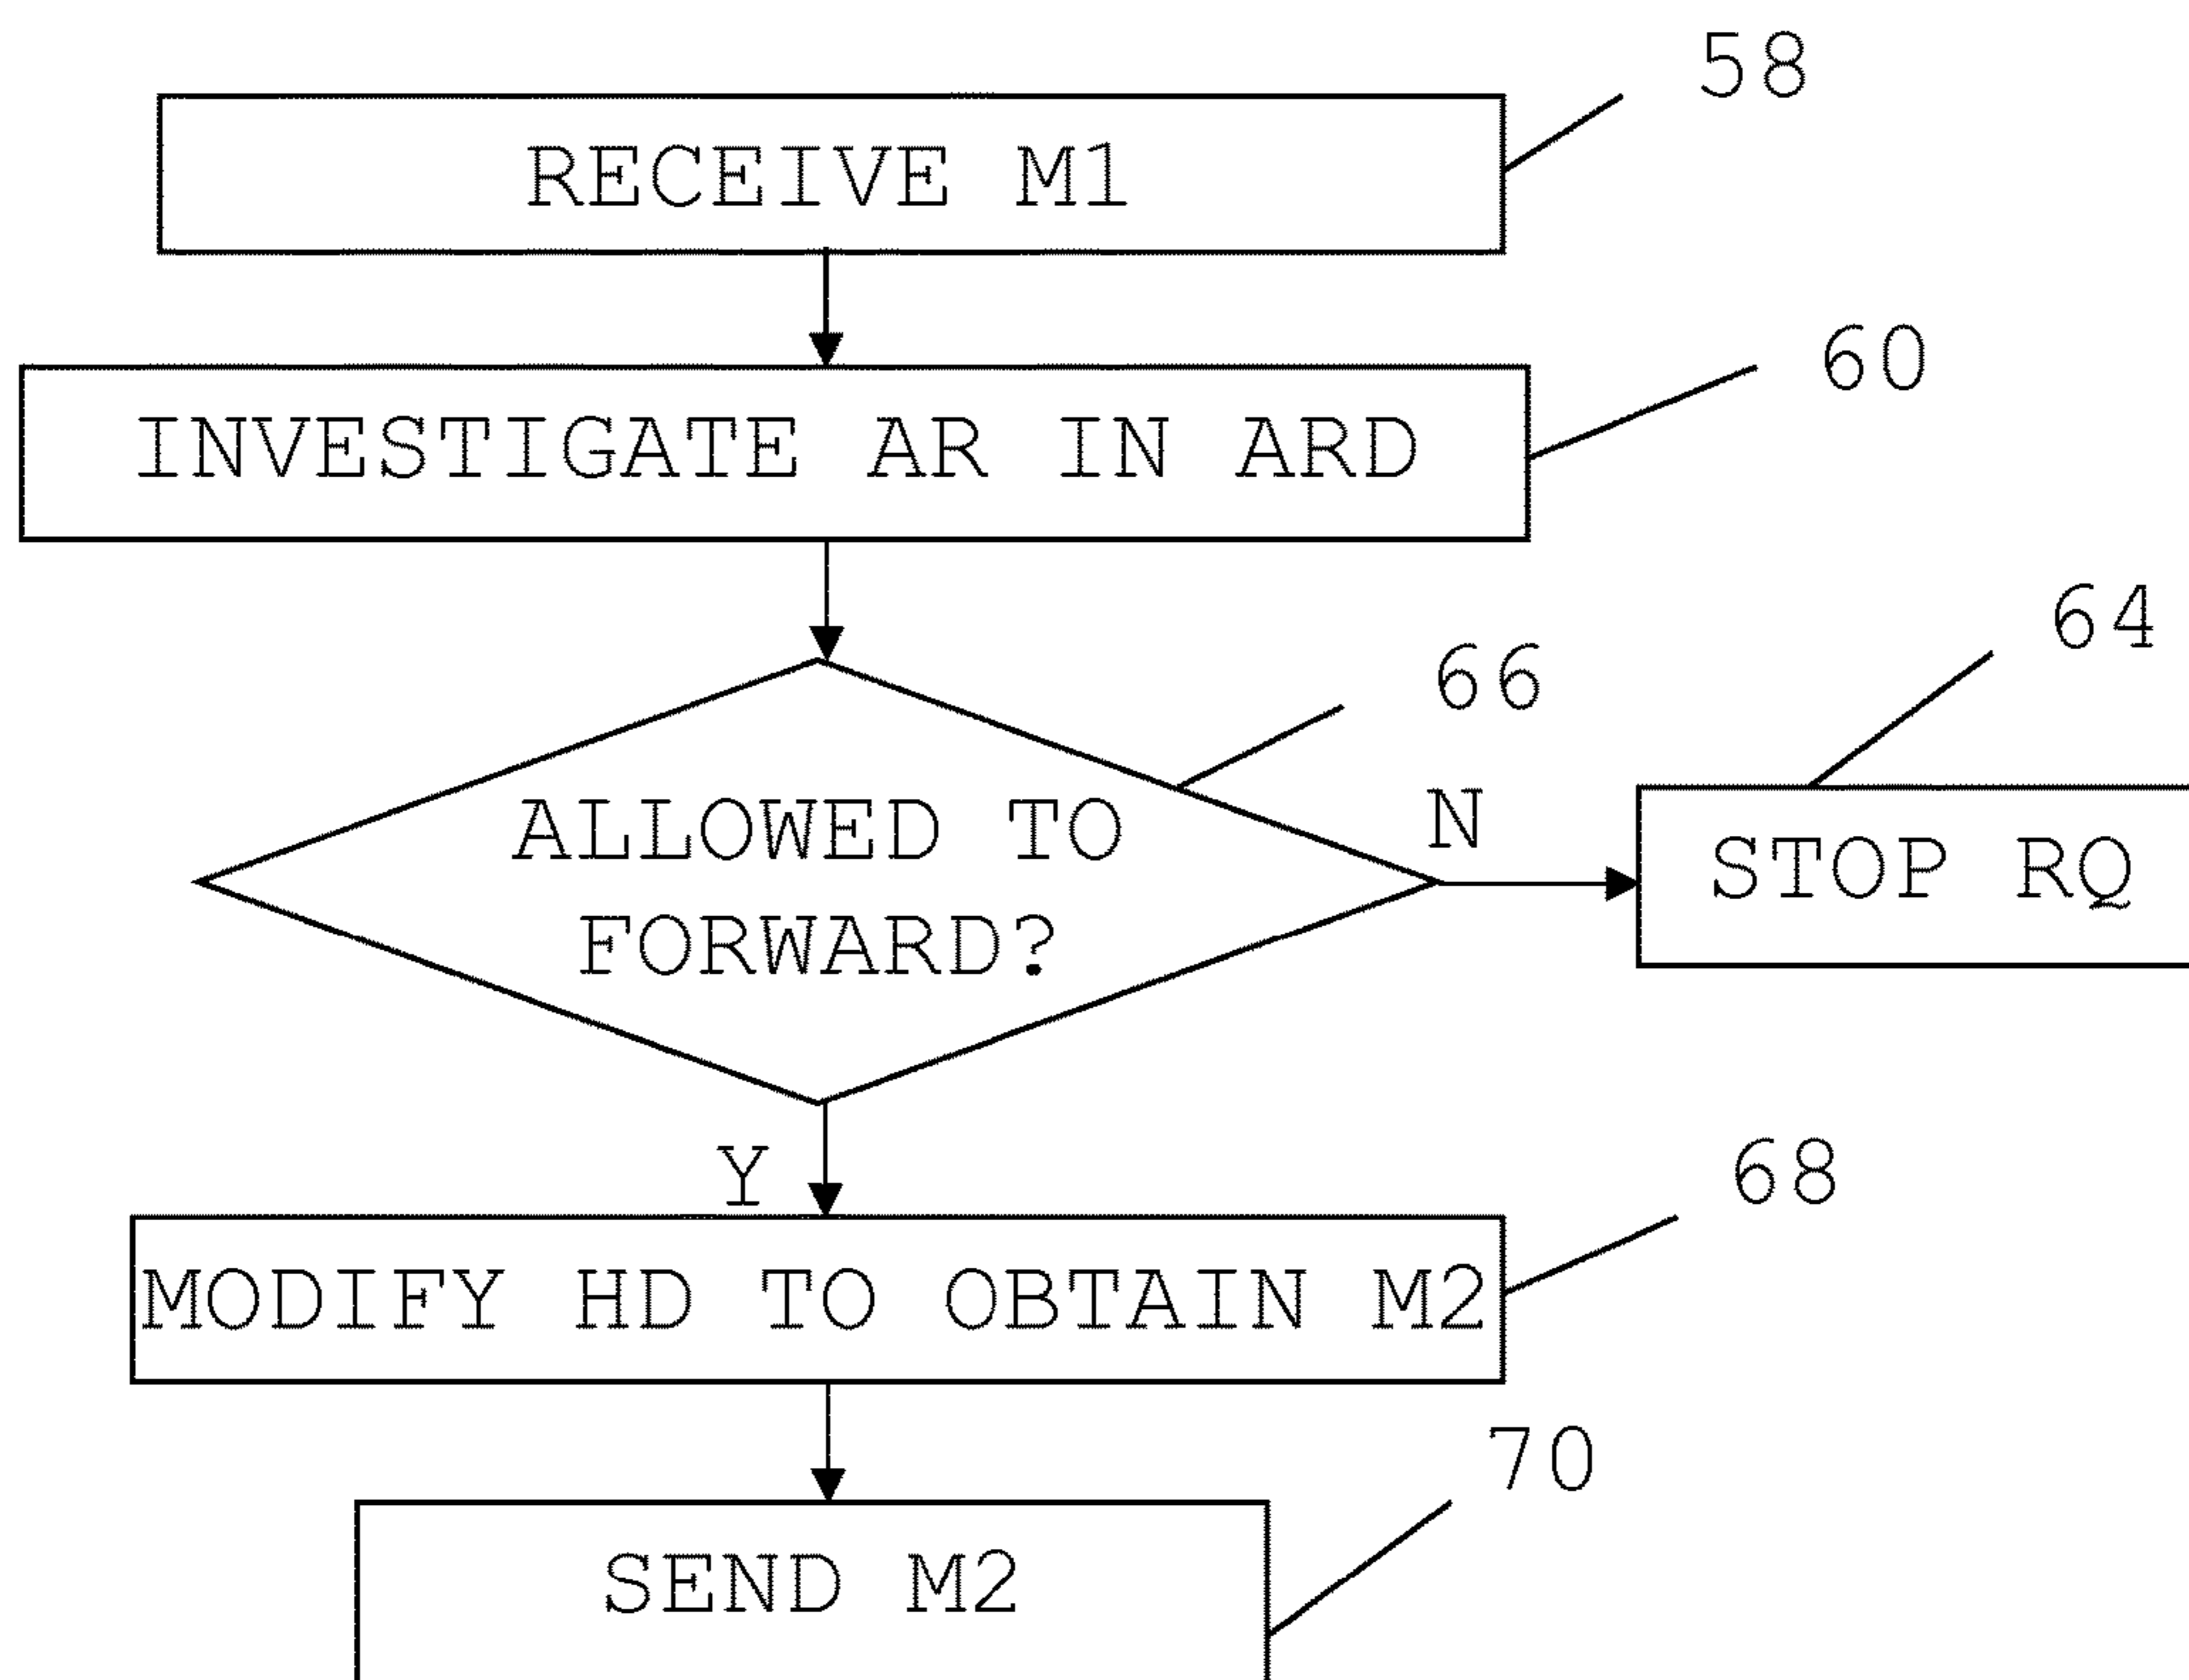 58
RECEIVE M1
60
INVESTIGATE AR IN ARD
64
66
ALLOWED TO
FORWARD?
N
STOP RQ
Y
68
MODIFY HD TO OBTAIN M2
70
SEND M2